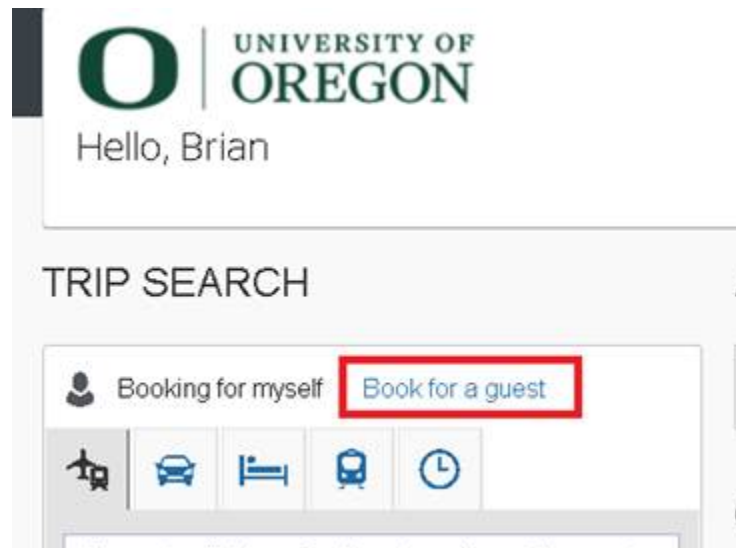 UNIVERSITY OF
OREGON
Hello, Brian
TRIP SEARCH
Booking for myself Book for a guest